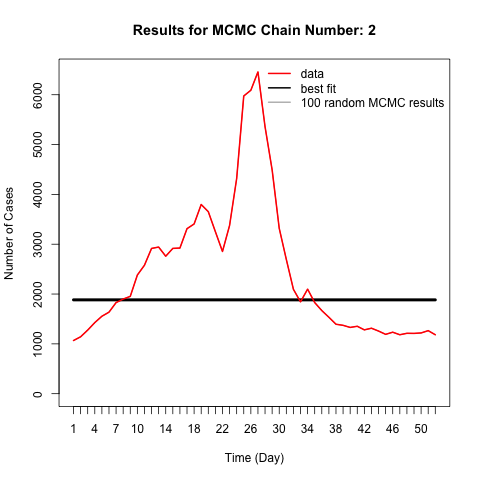 Results for MCMC Chain Number: 2
data
best fit
100 random MCMC results
Number of Cases
6000
5000
4000
3000
2000
1000
0
1 4 7 10 14 18 22 26 30 34 38 42 46 50
Time (Day)